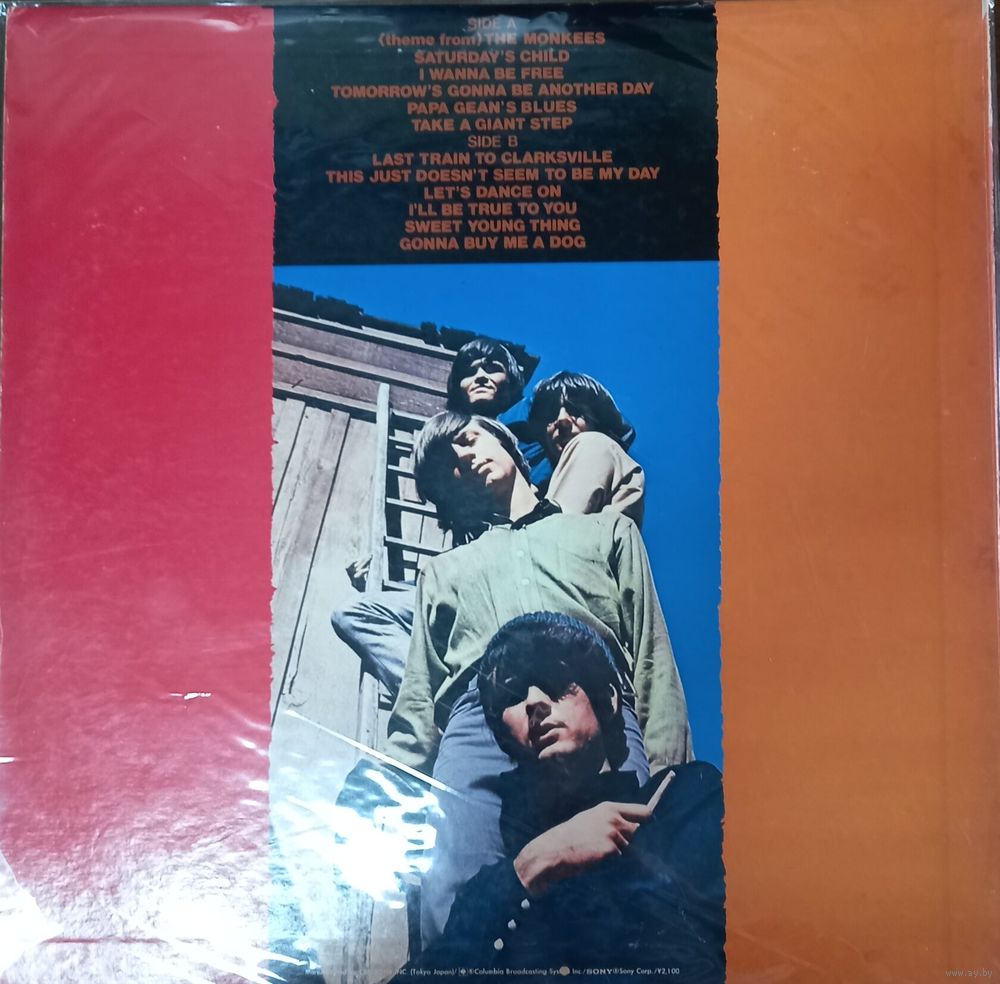 SIDE A
(theme from) THE MONKEES
SATURDAY'S CHILD
I WANNA BE FREE
TOMORROW'S GONNA BE ANOTHER DAY
PAPA GEAN'S BLUES
TAKE A GIANT STEP
SIDE B
LAST TRAIN TO CLARKSVILLE
THIS JUST DOESN'T SEEM TO BE MY DAY
LET'S DANCE ON
I'LL BE TRUE TO YOU
SWEET YOUNG THING
GONNA BUY ME A DOG
INC. (Tokyo Japan)/ ®Columbia Broadcasting Inc/SONY®Sony Corp./¥2,100
www.ay.by